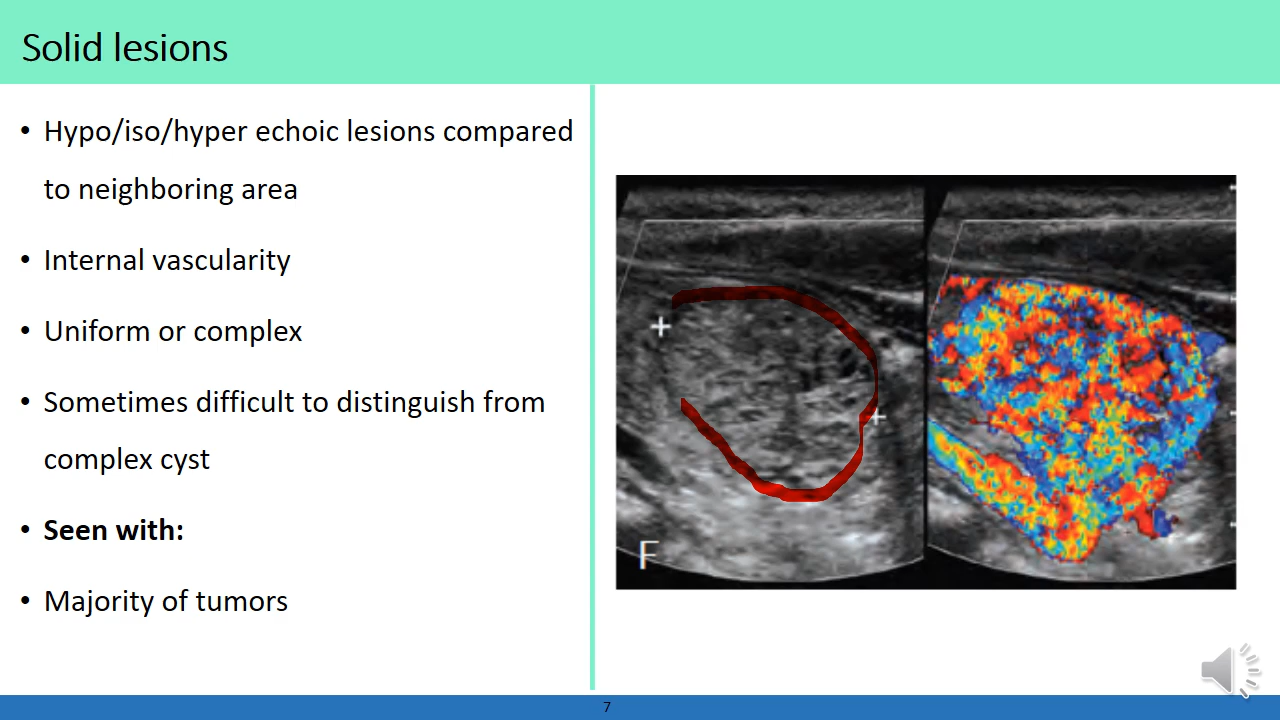 Solid lesions
• Hypo/iso/hyper echoic lesions compared
to neighboring area
• Internal vascularity
• Uniform or complex
• Sometimes difficult to distinguish from
complex cyst
• Seen with:
• Majority of tumors
F
7